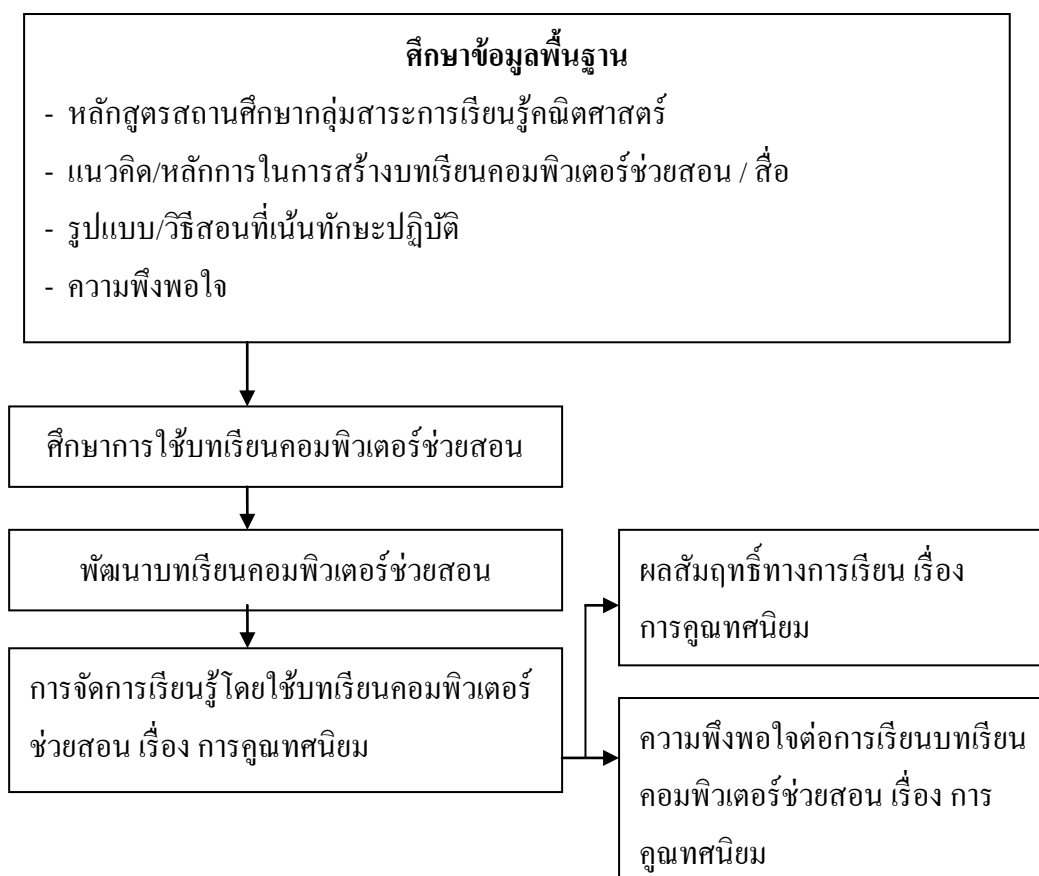 ศึกษาข้อมูลพื้นฐาน
- หลักสูตรสถานศึกษากลุ่มสาระการเรียนรู้คณิตศาสตร์
- แนวคิด/หลักการในการสร้างบทเรียนคอมพิวเตอร์ช่วยสอน / สื่อ
- รูปแบบ/วิธีสอนที่เน้นทักษะปฏิบัติ
- ความพึงพอใจ
ศึกษาการใช้บทเรียนคอมพิวเตอร์ช่วยสอน
พัฒนาบทเรียนคอมพิวเตอร์ช่วยสอน
การจัดการเรียนรู้โดยใช้บทเรียนคอมพิวเตอร์
ช่วยสอน เรื่อง การคูณทศนิยม
ผลสัมฤทธิ์ทางการเรียน เรื่อง
การคูณทศนิยม
ความพึงพอใจต่อการเรียนบทเรียน
คอมพิวเตอร์ช่วยสอน เรื่อง การ
คูณทศนิยม